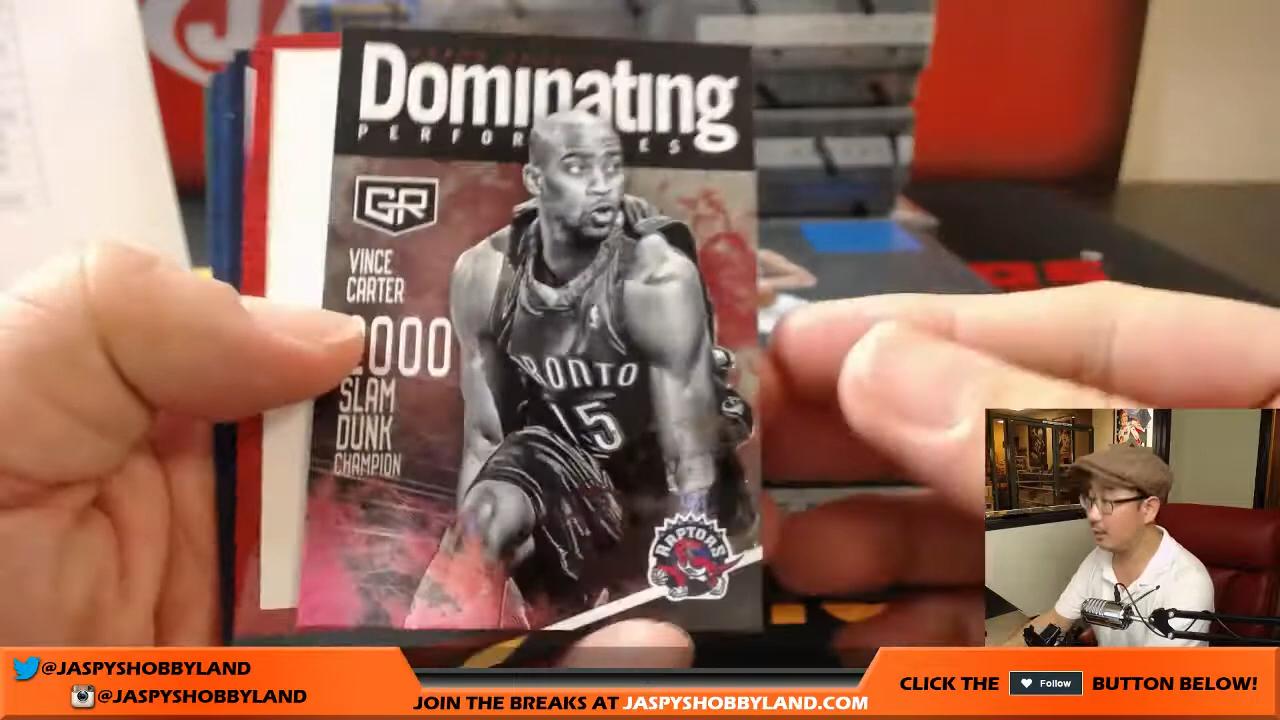 Dominating
GR
VINCE
CARTER
2000
SLAM
DUNK
CHAMPION
TORONTO
15
RAPTORS
@JASPYSHOBBYLAND
@JASPYSHOBBYLAND
JOIN THE BREAKS AT JASPYSHOBBYLAND.COM
CLICK THE Follow BUTTON BELOW!